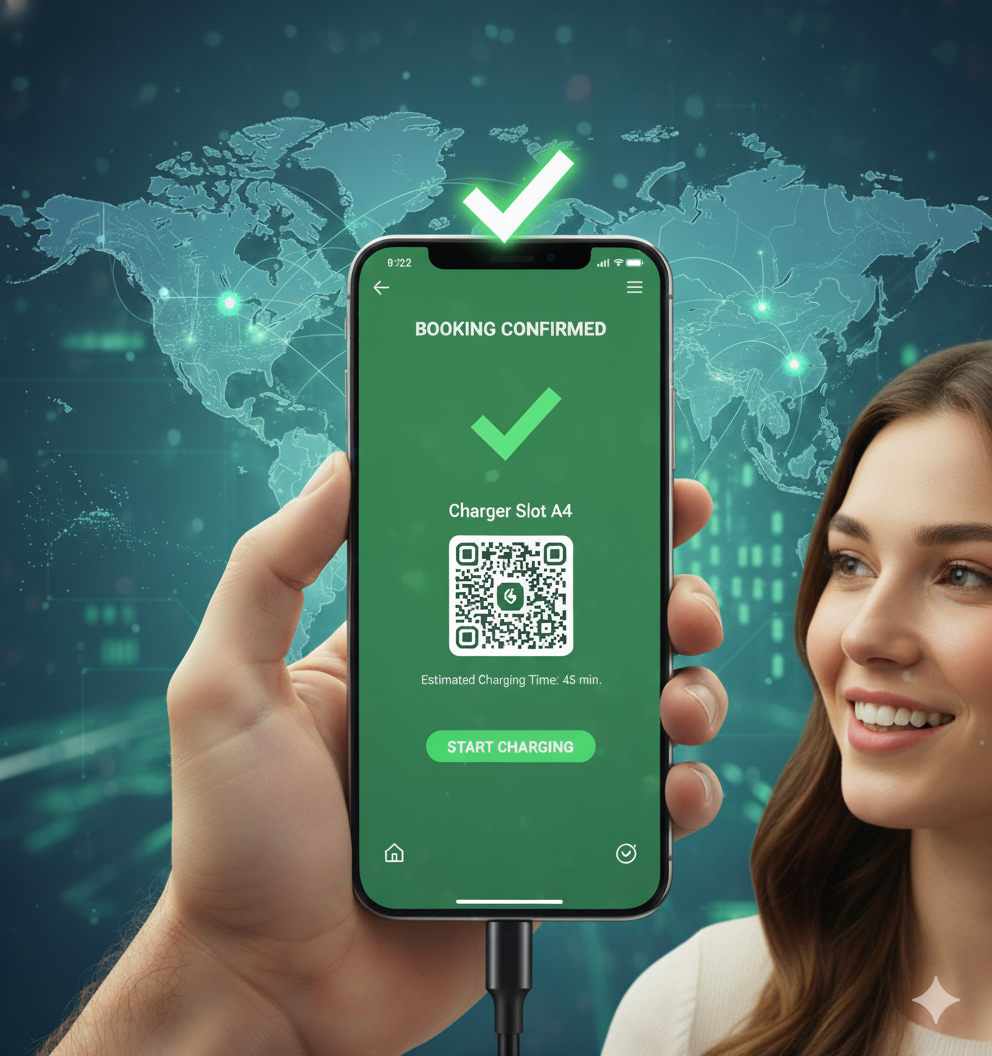 BOOKING CONFIRMED
Charger Slot A4
Estimated Charging Time: 45 min.
START CHARGING